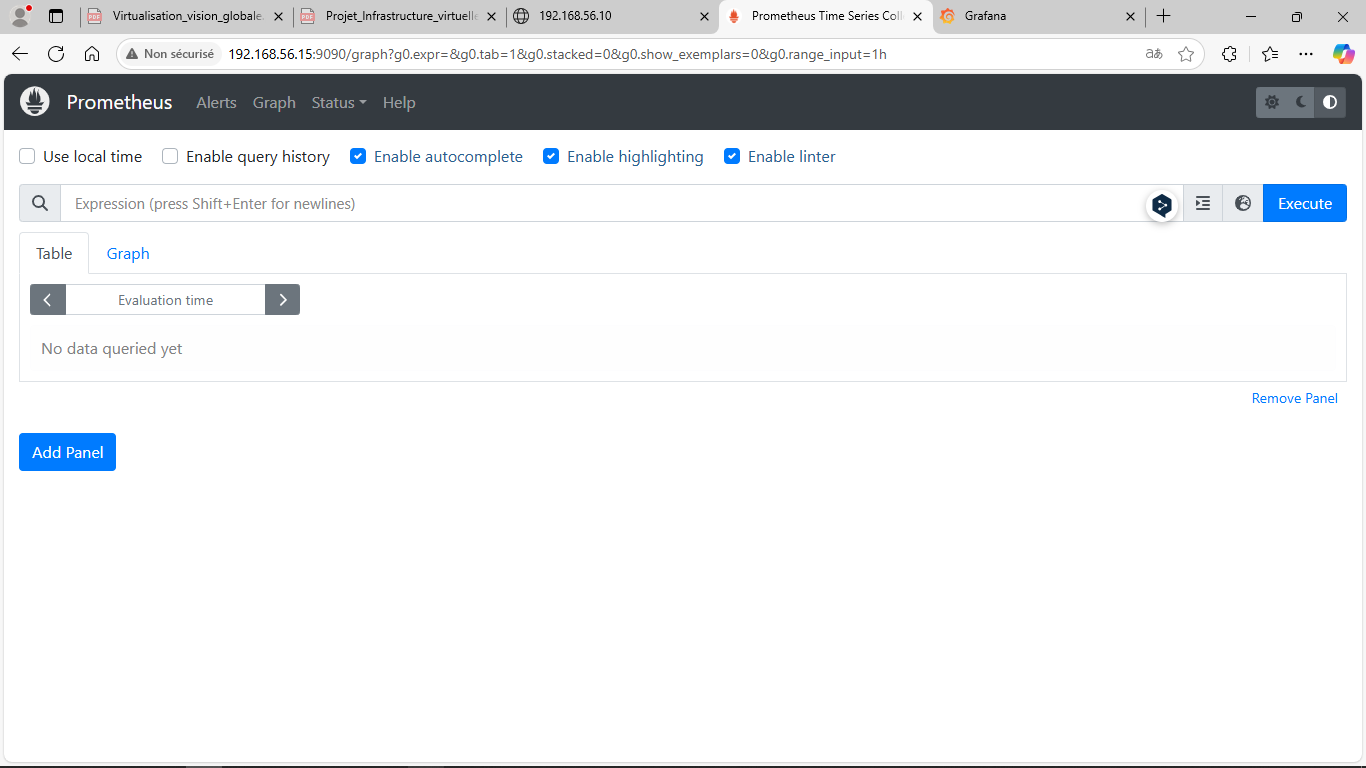 Virtualisation_vision_globale. Projet_Infrastructure_virtuelle 192.168.56.10 Prometheus Time Series Coll Grafana
Non sécurisé 192.168.56.15:9090/graph?g0.expr=&g0.tab=1&g0.stacked=0&g0.show_exemplars=0&g0.range_input=1h aあ
Prometheus Alerts Graph Status Help
Use local time Enable query history Enable autocomplete Enable highlighting Enable linter
Expression (press Shift+Enter for newlines) Execute
Table Graph
Evaluation time
No data queried yet
Remove Panel
Add Panel